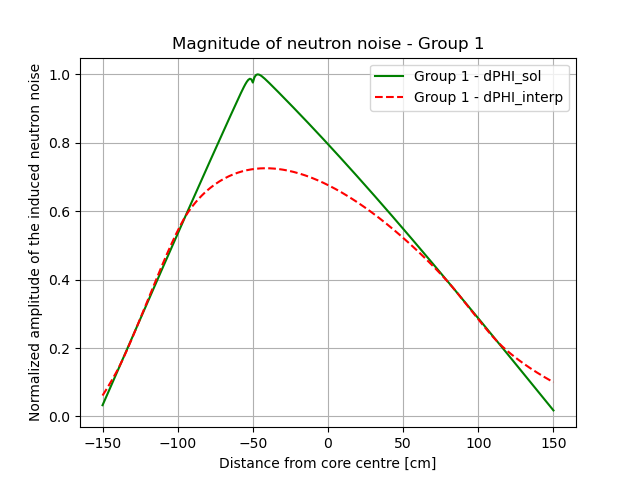 Magnitude of neutron noise - Group 1
Normalized amplitude of the induced neutron noise
1.0
0.8
0.6
0.4
0.2
0.0
Group 1 - dPHI_sol
Group 1 - dPHI_interp
−150
−100
−50
0
50
100
150
Distance from core centre [cm]